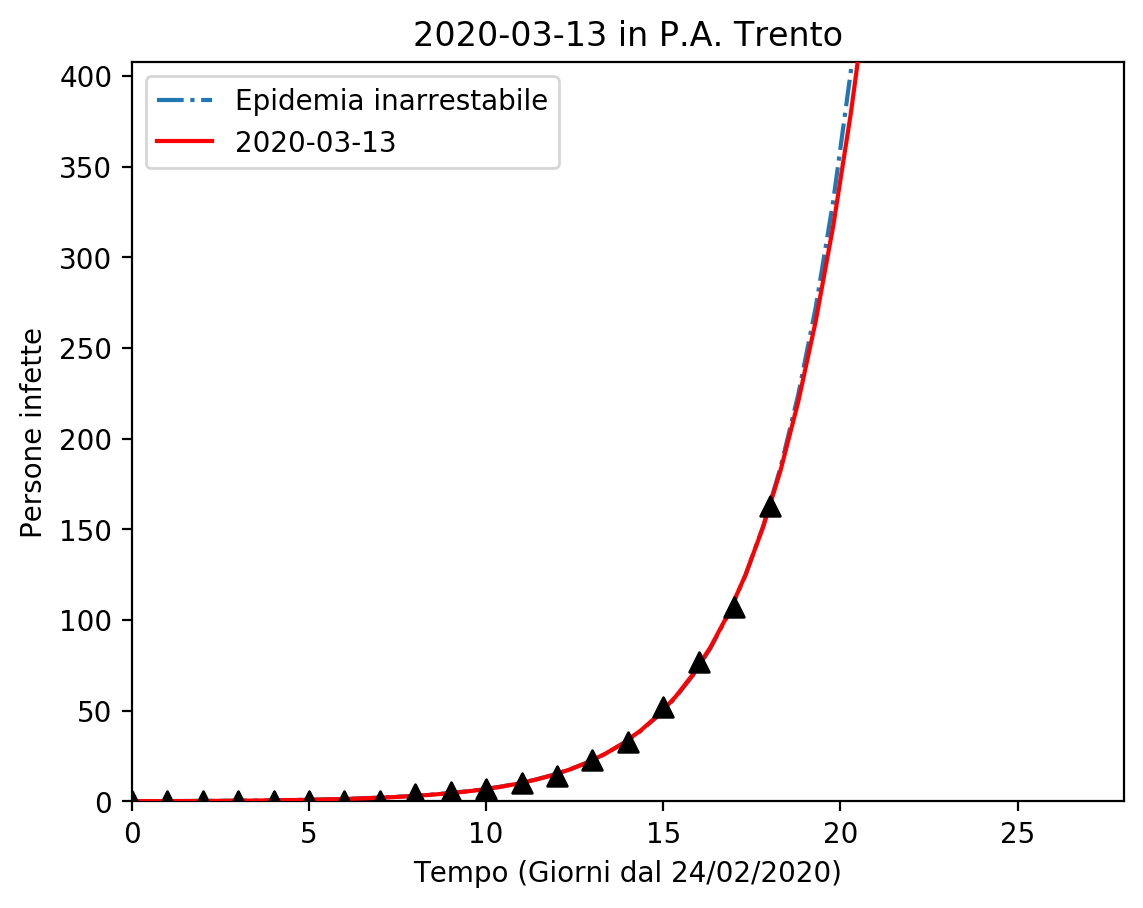 2020-03-13 in P.A. Trento
Epidemia inarrestabile
2020-03-13
Persone infette
400
350
300
250
200
150
100
50
0
0 5 10 15 20 25
Tempo (Giorni dal 24/02/2020)